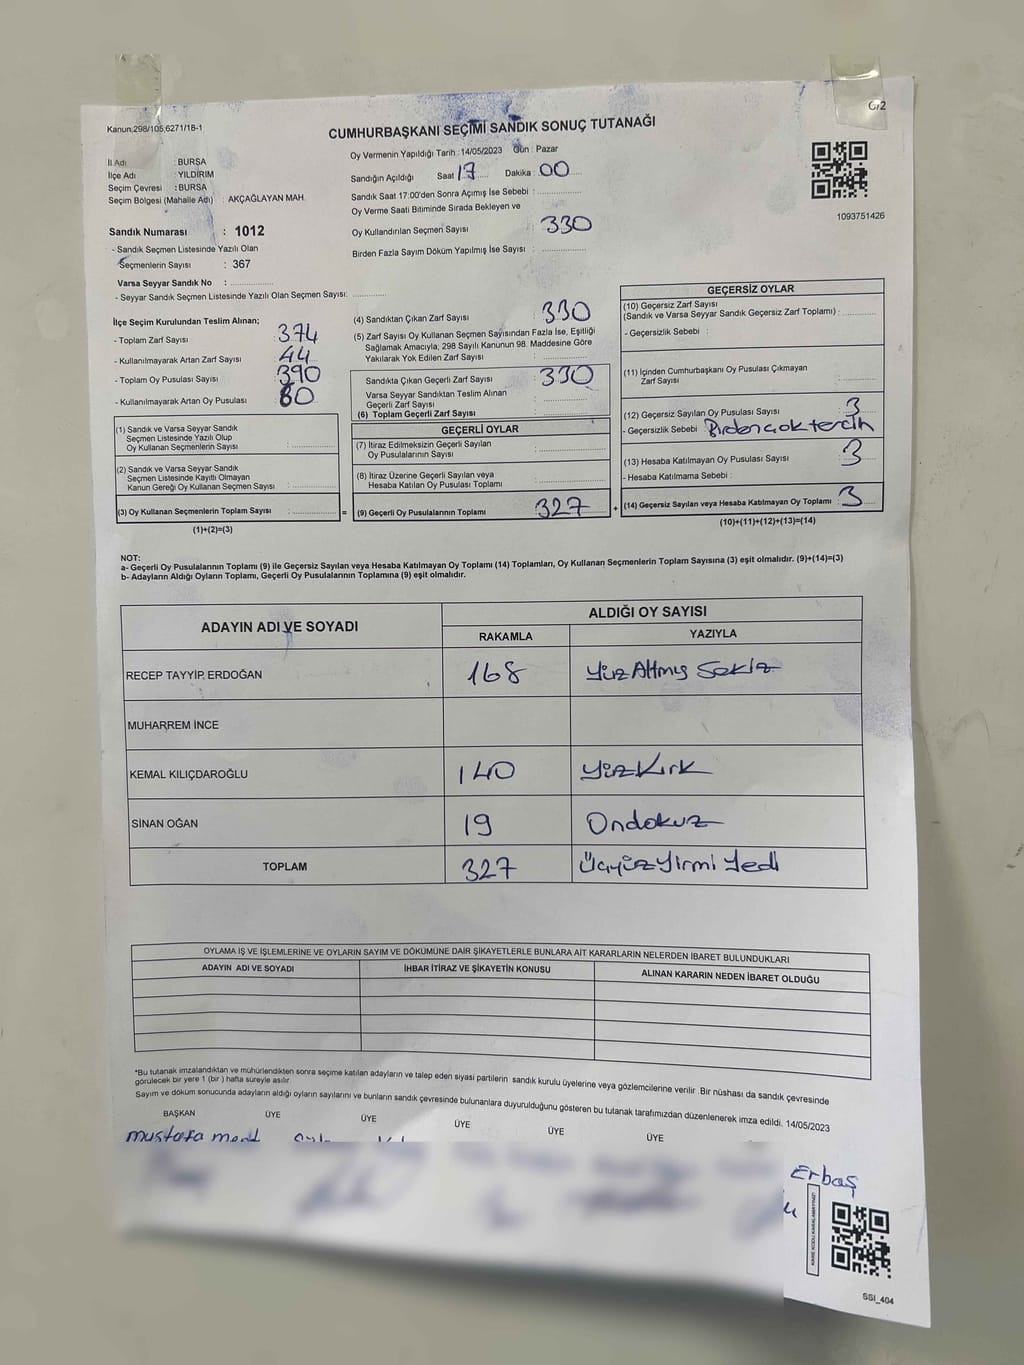 Kanun:298/105,6271/18-1
Gr2
CUMHURBAŞKANI SEÇİMİ SANDIK SONUÇ TUTANAĞI
İl Adı : BURSA
İlçe Adı : YILDIRIM
Seçim Çevresi : BURSA
Seçim Bölgesi (Mahalle Adı) : AKÇAĞLAYAN MAH.
Sandık Numarası : 1012
- Sandık Seçmen Listesinde Yazılı Olan
Seçmenlerin Sayısı : 367
Varsa Seyyar Sandık No :
- Seyyar Sandık Seçmen Listesinde Yazılı Olan Seçmen Sayısı:
Oy Vermenin Yapıldığı Tarih : 14/05/2023 Gün : Pazar
Sandığın Açıldığı Saat 17 Dakika 00
Sandık Saat 17:00'den Sonra Açımış İse Sebebi :
Oy Verme Saati Bitiminde Sırada Bekleyen ve
Oy Kullandırılan Seçmen Sayısı : 330
Birden Fazla Sayım Döküm Yapılmış İse Sayısı :
1093751426
İlçe Seçim Kurulundan Teslim Alınan;
- Toplam Zarf Sayısı : 374
- Kullanılmayarak Artan Zarf Sayısı : 44
- Toplam Oy Pusulası Sayısı : 390
- Kullanılmayarak Artan Oy Pusulası : 60
(1) Sandık ve Varsa Seyyar Sandık
Seçmen Listesinde Yazılı Olup
Oy Kullanan Seçmenlerin Sayısı :
(2) Sandık ve Varsa Seyyar Sandık
Seçmen Listesinde Kayıtlı Olmayan
Kanun Gereği Oy Kullanan Seçmen Sayısı :
(3) Oy Kullanan Seçmenlerin Toplam Sayısı :
(1)+(2)=(3)
(4) Sandıktan Çıkan Zarf Sayısı : 330
(5) Zarf Sayısı Oy Kullanan Seçmen Sayısından Fazla İse, Eşitliği
Sağlamak Amacıyla, 298 Sayılı Kanunun 98. Maddesine Göre
Yakılarak Yok Edilen Zarf Sayısı :
Sandıkta Çıkan Geçerli Zarf Sayısı : 330
Varsa Seyyar Sandıktan Teslim Alınan
Geçerli Zarf Sayısı :
(6) Toplam Geçerli Zarf Sayısı :
GEÇERLİ OYLAR
(7) İtiraz Edilmeksizin Geçerli Sayılan
Oy Pusulalarının Sayısı :
(8) İtiraz Üzerine Geçerli Sayılan veya
Hesaba Katılan Oy Pusulası Toplamı :
= (9) Geçerli Oy Pusulalarının Toplamı : 327
GEÇERSİZ OYLAR
(10) Geçersiz Zarf Sayısı
(Sandık ve Varsa Seyyar Sandık Geçersiz Zarf Toplamı) :
- Geçersizlik Sebebi :
(11) İçinden Cumhurbaşkanı Oy Pusulası Çıkmayan
Zarf Sayısı :
(12) Geçersiz Sayılan Oy Pusulası Sayısı : 3
- Geçersizlik Sebebi : Birden çok tercih
(13) Hesaba Katılmayan Oy Pusulası Sayısı : 3
- Hesaba Katılmama Sebebi :
+ (14) Geçersiz Sayılan veya Hesaba Katılmayan Oy Toplamı : 3
(10)+(11)+(12)+(13)=(14)
NOT:
a- Geçerli Oy Pusulalarının Toplamı (9) ile Geçersiz Sayılan veya Hesaba Katılmayan Oy Toplamı (14) Toplamları, Oy Kullanan Seçmenlerin Toplam Sayısına (3) eşit olmalıdır. (9)+(14)=(3)
b- Adayların Aldığı Oyların Toplamı, Geçerli Oy Pusulalarının Toplamına (9) eşit olmalıdır.
ADAYIN ADI VE SOYADI
ALDIĞI OY SAYISI
RAKAMLA YAZIYLA
RECEP TAYYİP ERDOĞAN 168 Yüz Altmış Sekiz
MUHARREM İNCE
KEMAL KILIÇDAROĞLU 140 Yüz Kırk
SİNAN OĞAN 19 Ondokuz
TOPLAM 327 Üçyüz Yirmi Yedi
OYLAMA İŞ VE İŞLEMLERİNE VE OYLARIN SAYIM VE DÖKÜMÜNE DAİR ŞİKAYETLERLE BUNLARA AİT KARARLARIN NELERDEN İBARET BULUNDUKLARI
ADAYIN ADI VE SOYADI İHBAR İTİRAZ VE ŞİKAYETİN KONUSU ALINAN KARARIN NEDEN İBARET OLDUĞU
*Bu tutanak imzalandıktan ve mühürlendikten sonra seçime katılan adayların ve talep eden siyasi partilerin sandık kurulu üyelerine veya gözlemcilerine verilir .Bir nüshası da sandık çevresinde
görülecek bir yere 1 (bir ) hafta süreyle asılır.
Sayım ve döküm sonucunda adayların aldığı oyların sayılarını ve bunların sandık çevresinde bulunanlara duyurulduğunu gösteren bu tutanak tarafımızdan düzenlenerek imza edildi. 14/05/2023
BAŞKAN ÜYE ÜYE ÜYE ÜYE ÜYE
mustafa
Erbaş
SSI_404